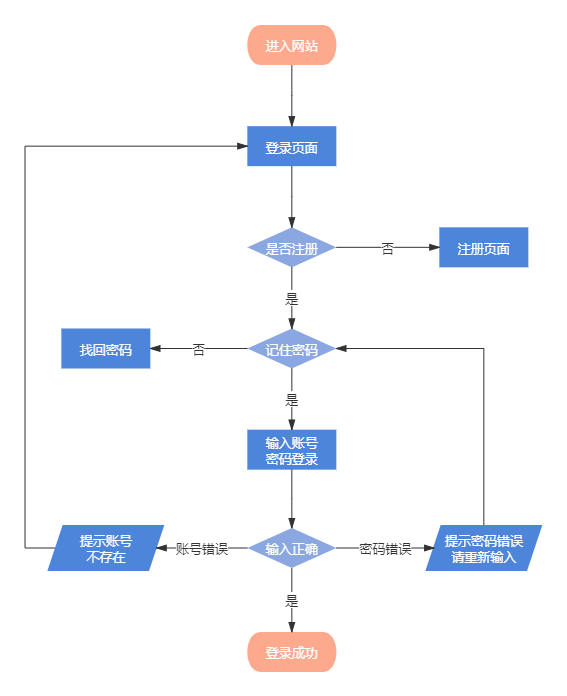 进入网站
登录页面
是否注册
否
注册页面
是
找回密码
否
记住密码
是
输入账号
密码登录
提示账号
不存在
账号错误
输入正确
密码错误
提示密码错误
请重新输入
是
登录成功